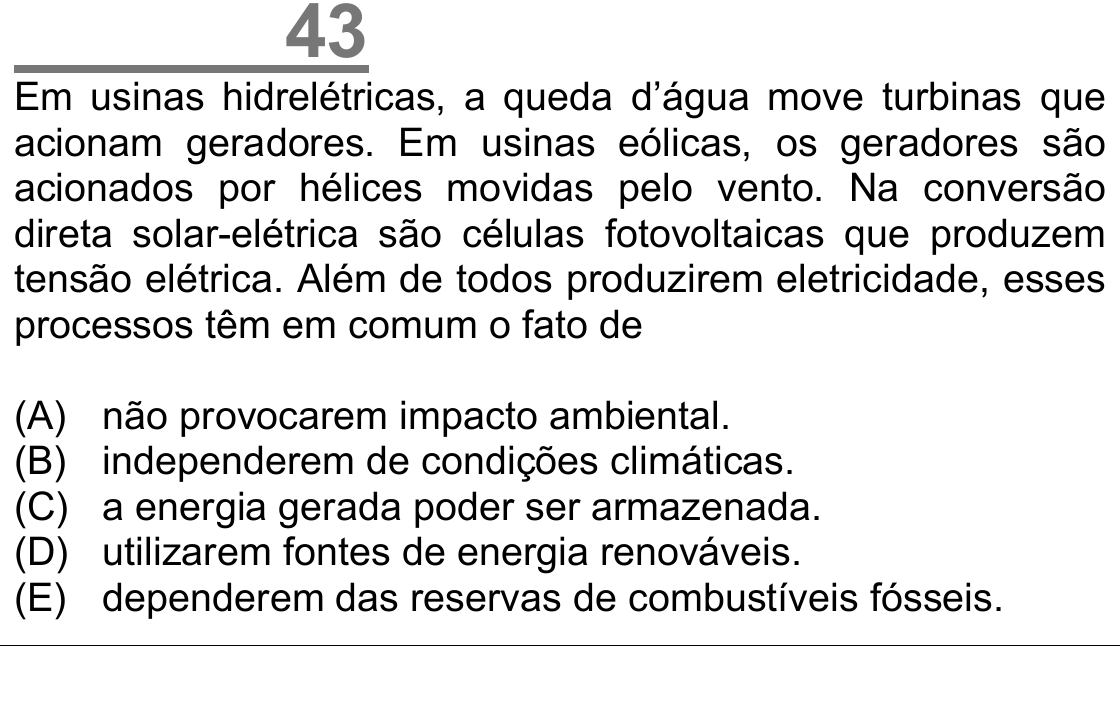 43
Em usinas hidrelétricas, a queda d’água move turbinas que
acionam geradores. Em usinas eólicas, os geradores são
acionados por hélices movidas pelo vento. Na conversão
direta solar-elétrica são células fotovoltaicas que produzem
tensão elétrica. Além de todos produzirem eletricidade, esses
processos têm em comum o fato de
(A) não provocarem impacto ambiental.
(B) independerem de condições climáticas.
(C) a energia gerada poder ser armazenada.
(D) utilizarem fontes de energia renováveis.
(E) dependerem das reservas de combustíveis fósseis.